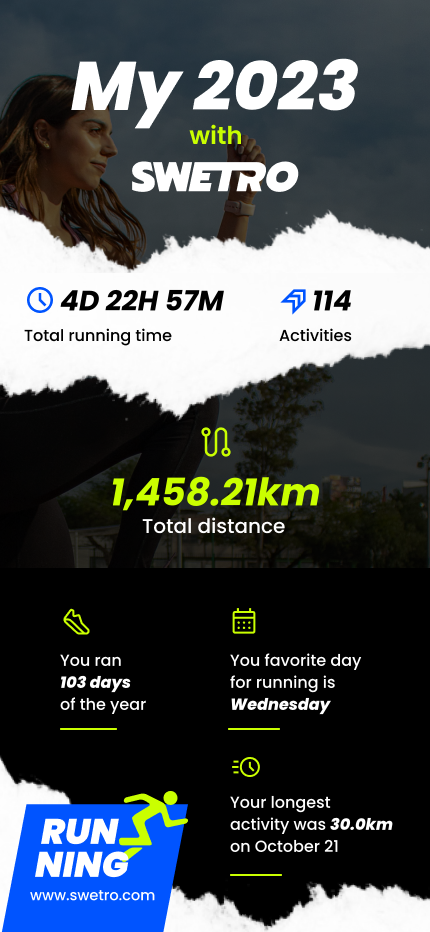 My 2023
with
SWETRO
4D 22H 57M
Total running time
114
Activities
1,458.21km
Total distance
You ran
103 days
of the year
You favorite day
for running is
Wednesday
Your longest
activity was 30.0km
on October 21
RUN
NING
www.swetro.com